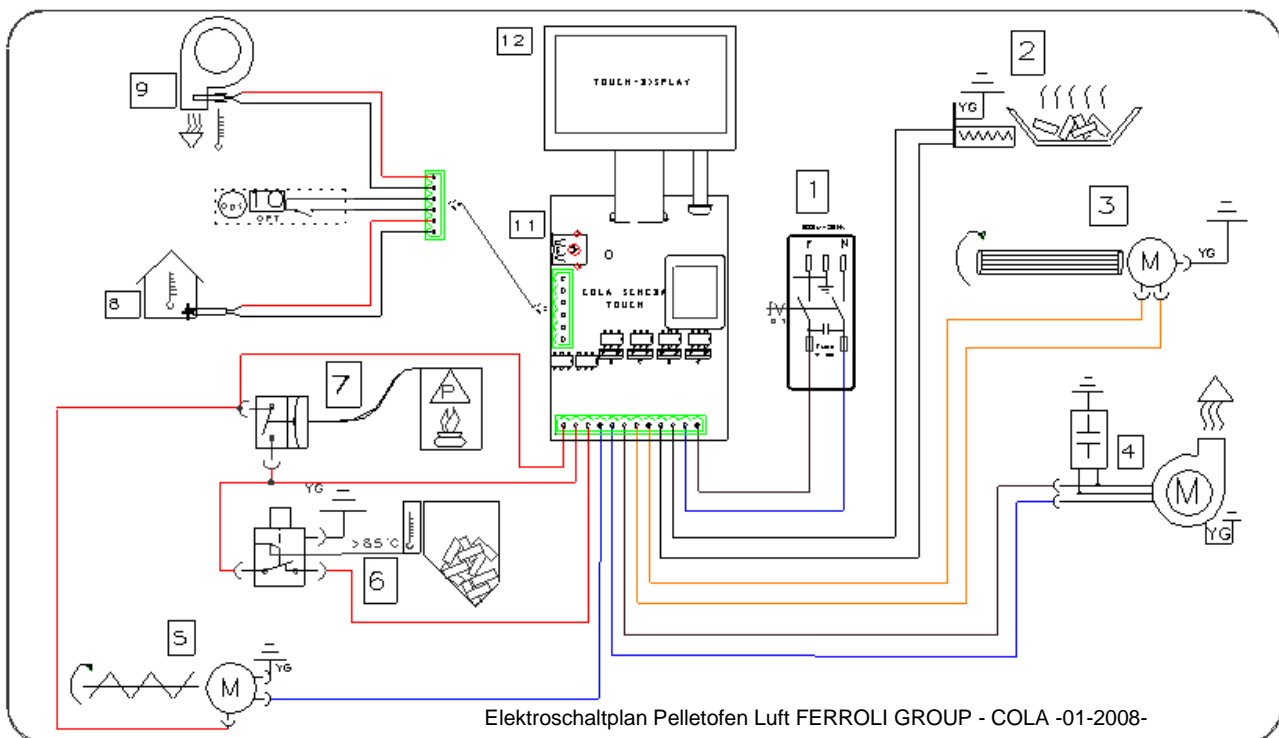 12
TOUCH-DISPLAY
2
YG
9
1
3
YG
M
OPT
11
F N
8
COLA SCHEDA
TOUCH
7
P
4
M
YG
YG
>85°C
6
5
M
YG
Elektroschaltplan Pelletofen Luft FERROLI GROUP - COLA -01-2008-